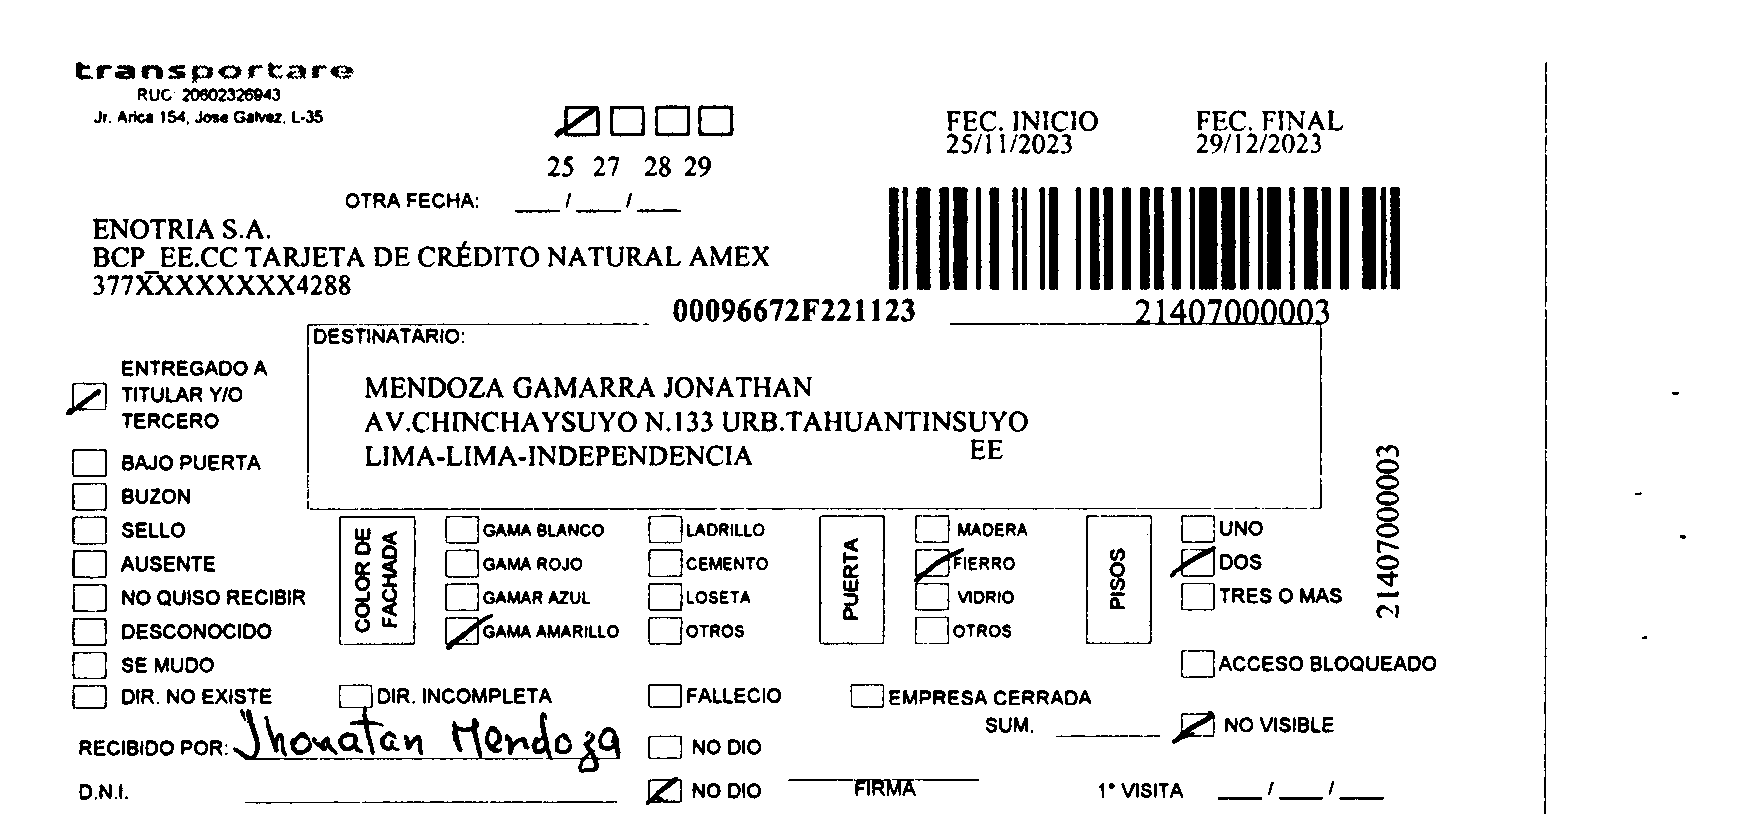 transportare
RUC: 20602326943
Jr. Arica 154, Jose Galvez, L-35
25 27 28 29
FEC. INICIO
25/11/2023
FEC. FINAL
29/12/2023
OTRA FECHA: ___/___/___
ENOTRIA S.A.
BCP_EE.CC TARJETA DE CRÉDITO NATURAL AMEX
377XXXXXXXX4288
00096672F221123
21407000003
DESTINATARIO:
MENDOZA GAMARRA JONATHAN
AV.CHINCHAYSUYO N.133 URB.TAHUANTINSUYO
LIMA-LIMA-INDEPENDENCIA EE
21407000003
ENTREGADO A
TITULAR Y/O
TERCERO
BAJO PUERTA
BUZON
SELLO
AUSENTE
NO QUISO RECIBIR
DESCONOCIDO
SE MUDO
DIR. NO EXISTE
COLOR DE
FACHADA
GAMA BLANCO
GAMA ROJO
GAMAR AZUL
GAMA AMARILLO
LADRILLO
CEMENTO
LOSETA
OTROS
PUERTA
MADERA
FIERRO
VIDRIO
OTROS
PISOS
UNO
DOS
TRES O MAS
ACCESO BLOQUEADO
DIR. INCOMPLETA
FALLECIO
EMPRESA CERRADA
SUM. ______
NO VISIBLE
RECIBIDO POR: Jhonatan Mendoza
NO DIO
D.N.I.
NO DIO
FIRMA
1° VISITA ___/___/___